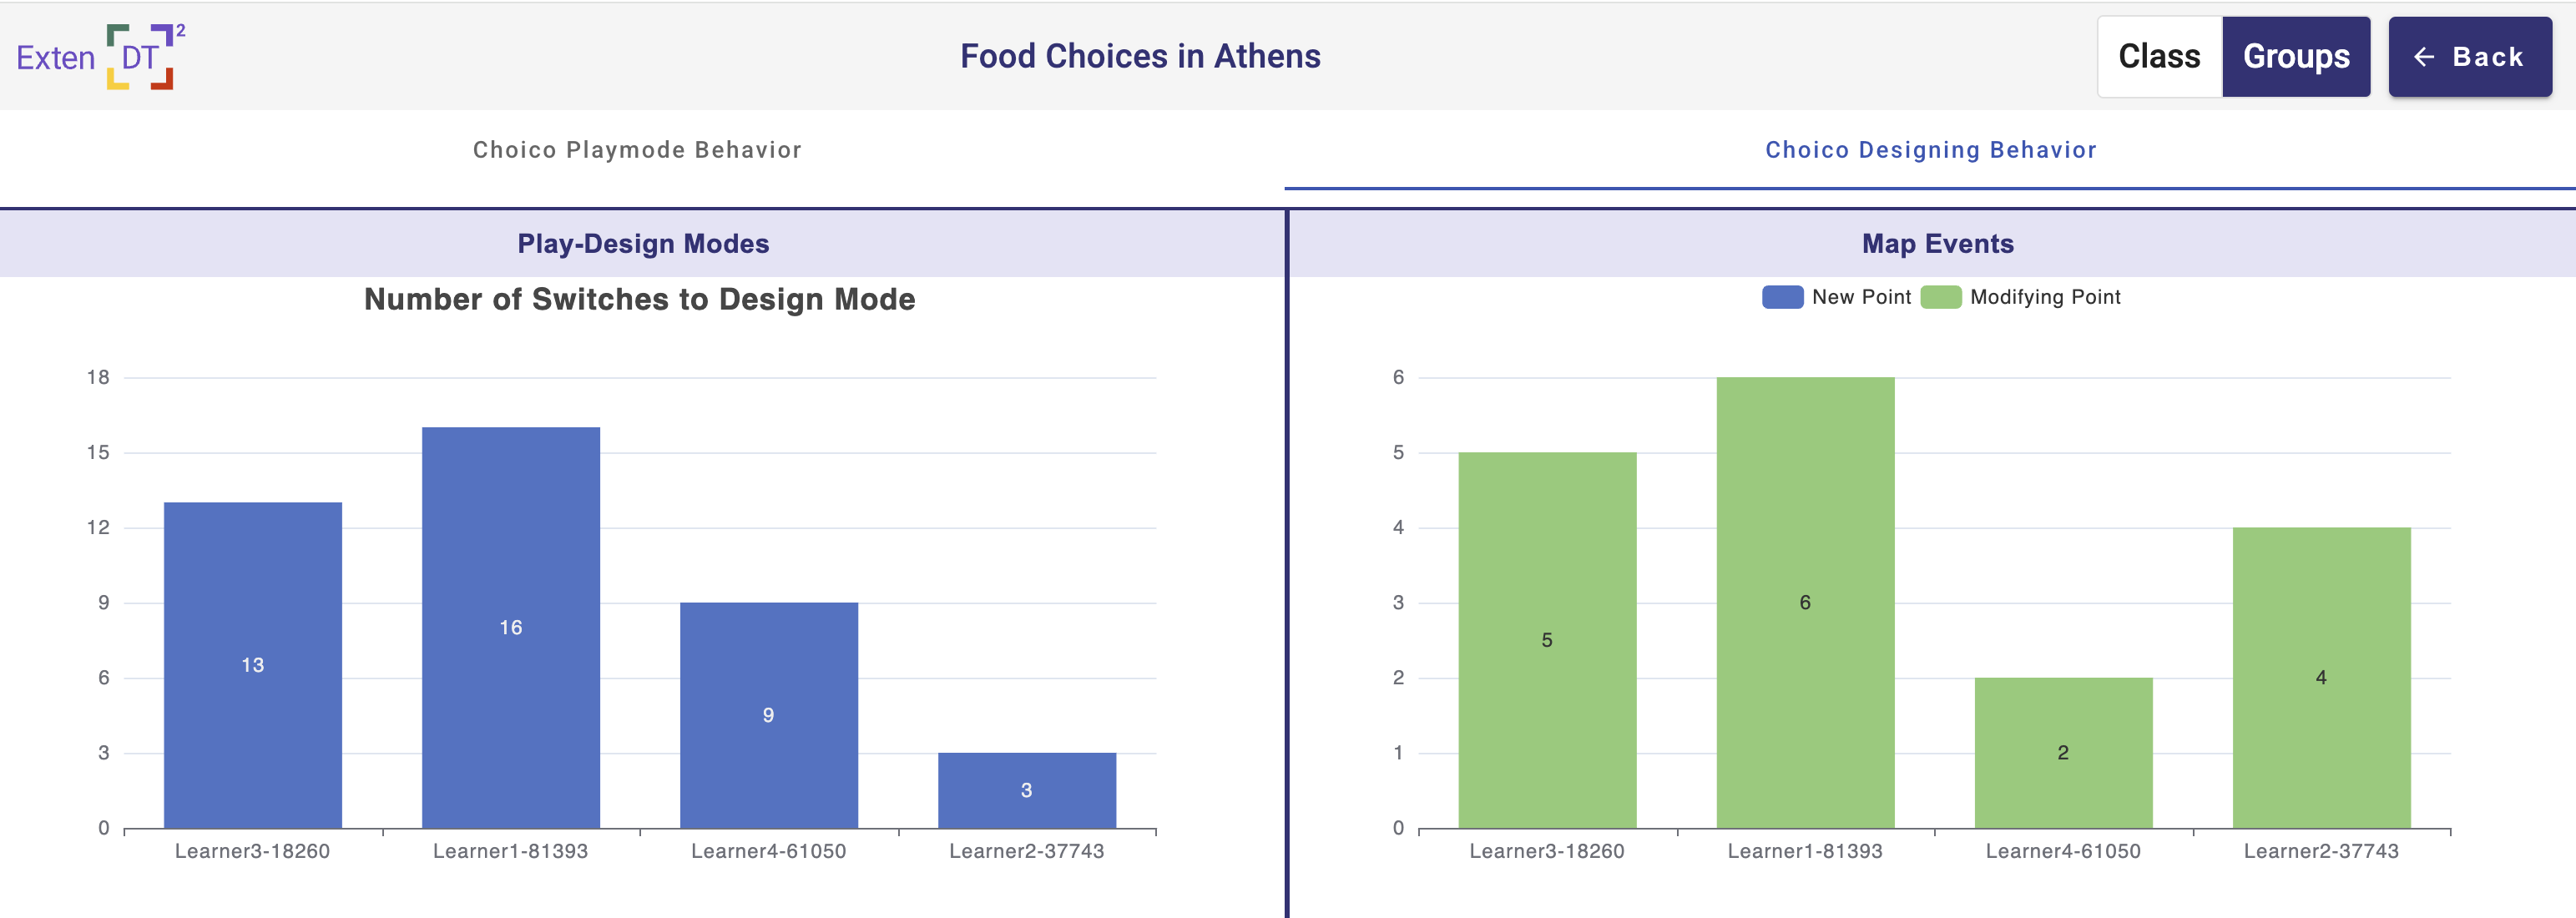 Exten DT 2
Food Choices in Athens
Class Groups ← Back
Choico Playmode Behavior
Choico Designing Behavior
Play-Design Modes
Number of Switches to Design Mode
18
15
12
9
6
3
0
13
16
9
3
Learner3-18260 Learner1-81393 Learner4-61050 Learner2-37743
Map Events
New Point Modifying Point
6
5
4
3
2
1
0
5
6
2
4
Learner3-18260 Learner1-81393 Learner4-61050 Learner2-37743